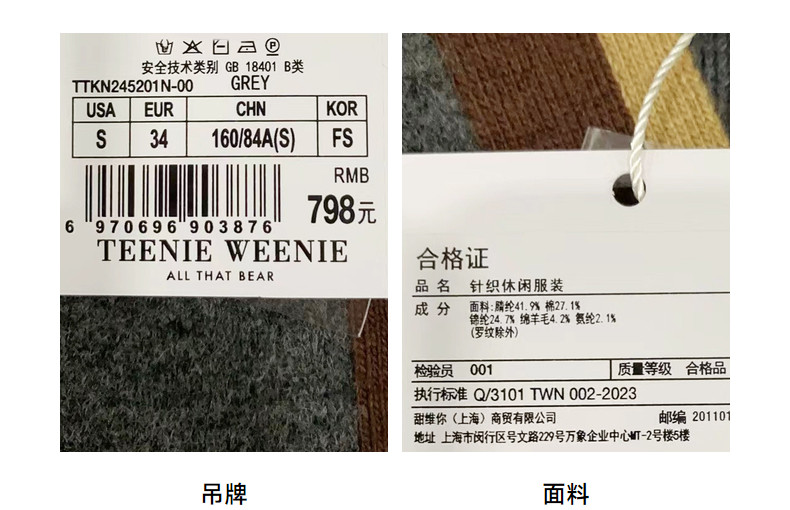 安全技术类别 GB 18401 B类
TTKN245201N-00 GREY
USA EUR CHN KOR
S 34 160/84A(S) FS
RMB
798元
6 970696 903876
TEENIE WEENIE
ALL THAT BEAR
吊牌
合格证
品 名 针织休闲服装
成 分 面料:腈纶41.9% 棉27.1%
锦纶24.7% 绵羊毛4.2% 氨纶2.1%
(罗纹除外)
检验员 001 质量等级 合格品
执行标准 Q/3101 TWN 002-2023
甜维你（上海）商贸有限公司 邮编 201101
地址 上海市闵行区号文路229号万象企业中心MT-2号楼5楼
面料